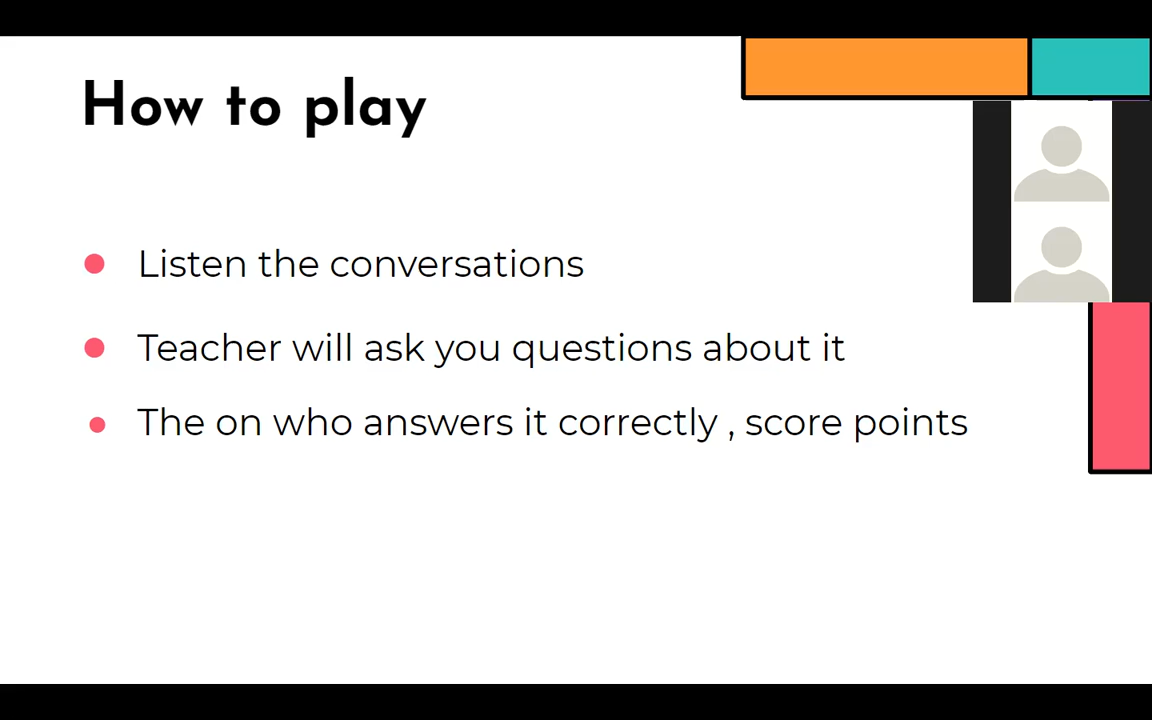 How to play
Listen the conversations
Teacher will ask you questions about it
The on who answers it correctly , score points